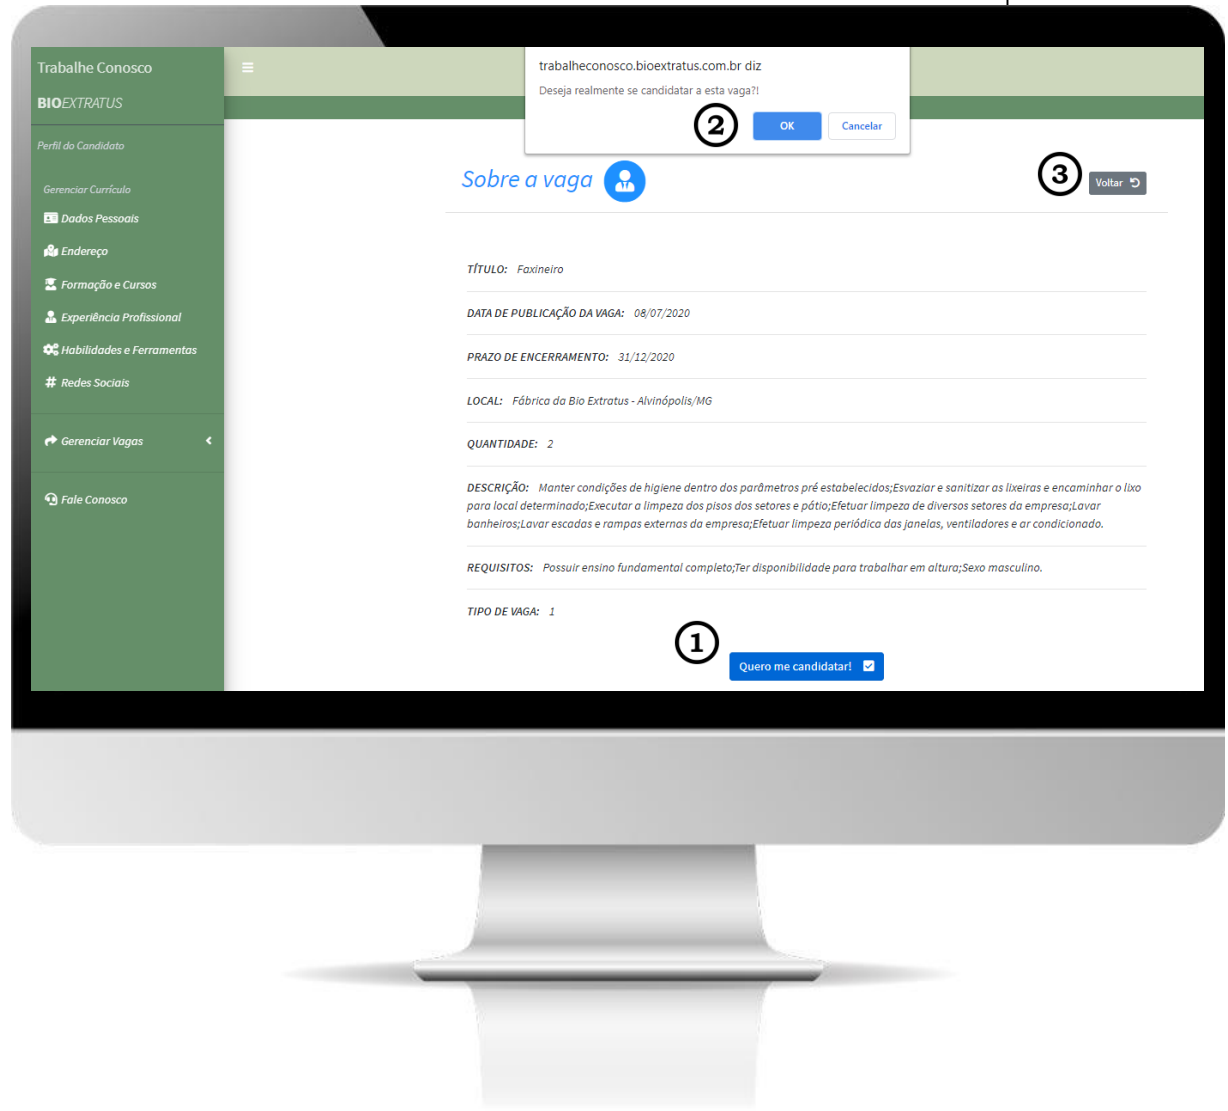 Trabalhe Conosco
BIOEXTRATUS
Perfil do Candidato
Gerenciar Currículo
Dados Pessoais
Endereço
Formação e Cursos
Experiência Profissional
Habilidades e Ferramentas
# Redes Sociais
Gerenciar Vagas
Fale Conosco
trabalheconosco.bioextratus.com.br diz
Deseja realmente se candidatar a esta vaga?!
2 OK Cancelar
Sobre a vaga
3 Voltar
TÍTULO: Faxineiro
DATA DE PUBLICAÇÃO DA VAGA: 08/07/2020
PRAZO DE ENCERRAMENTO: 31/12/2020
LOCAL: Fábrica da Bio Extratus - Alvinópolis/MG
QUANTIDADE: 2
DESCRIÇÃO: Manter condições de higiene dentro dos parâmetros pré estabelecidos;Esvaziar e sanitizar as lixeiras e encaminhar o lixo
para local determinado;Executar a limpeza dos pisos dos setores e pátio;Efetuar limpeza de diversos setores da empresa;Lavar
banheiros;Lavar escadas e rampas externas da empresa;Efetuar limpeza periódica das janelas, ventiladores e ar condicionado.
REQUISITOS: Possuir ensino fundamental completo;Ter disponibilidade para trabalhar em altura;Sexo masculino.
TIPO DE VAGA: 1
1
Quero me candidatar!